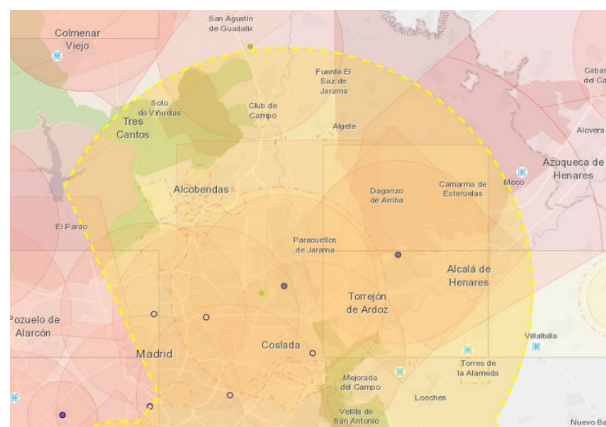 San Agustín
de Guadalix
Colmenar
Viejo
Fuente El
Saz de
Jarama
Soto
de Viñuelas
Club de
Campo
Tres
Cantos
Algete
Alovera
Azuqueca de
Henares
Meco
Camarma de
Esteruelas
Daganzo
de Arriba
Alcobendas
El Pardo
Paracuellos
de Jarama
Alcalá de
Henares
Torrejón
de Ardoz
Pozuelo de
Alarcón
Madrid
Coslada
Villalbilla
Torres de
la Alameda
Mejorada
del Campo
Loeches
Velilla de
San Antonio
Nuevo Ba